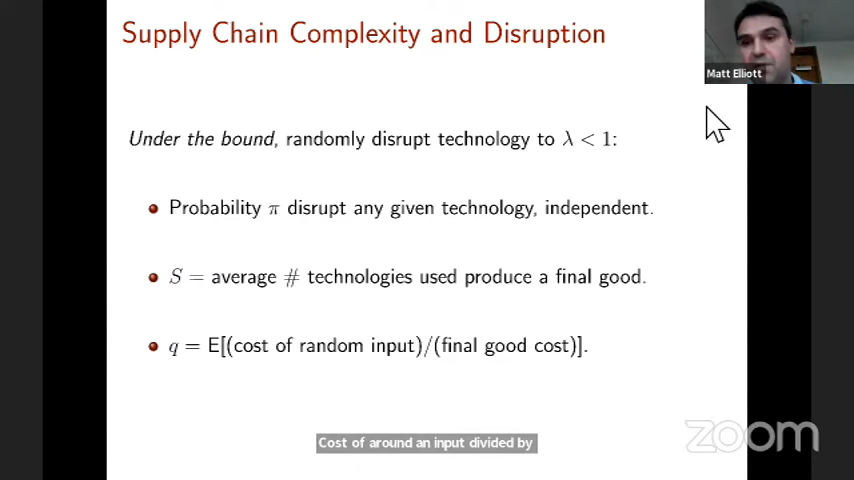 Supply Chain Complexity and Disruption
Matt Elliott
Under the bound, randomly disrupt technology to λ < 1:
Probability π disrupt any given technology, independent.
S = average # technologies used produce a final good.
q = E[(cost of random input)/(final good cost)].
Cost of around an input divided by
zoom